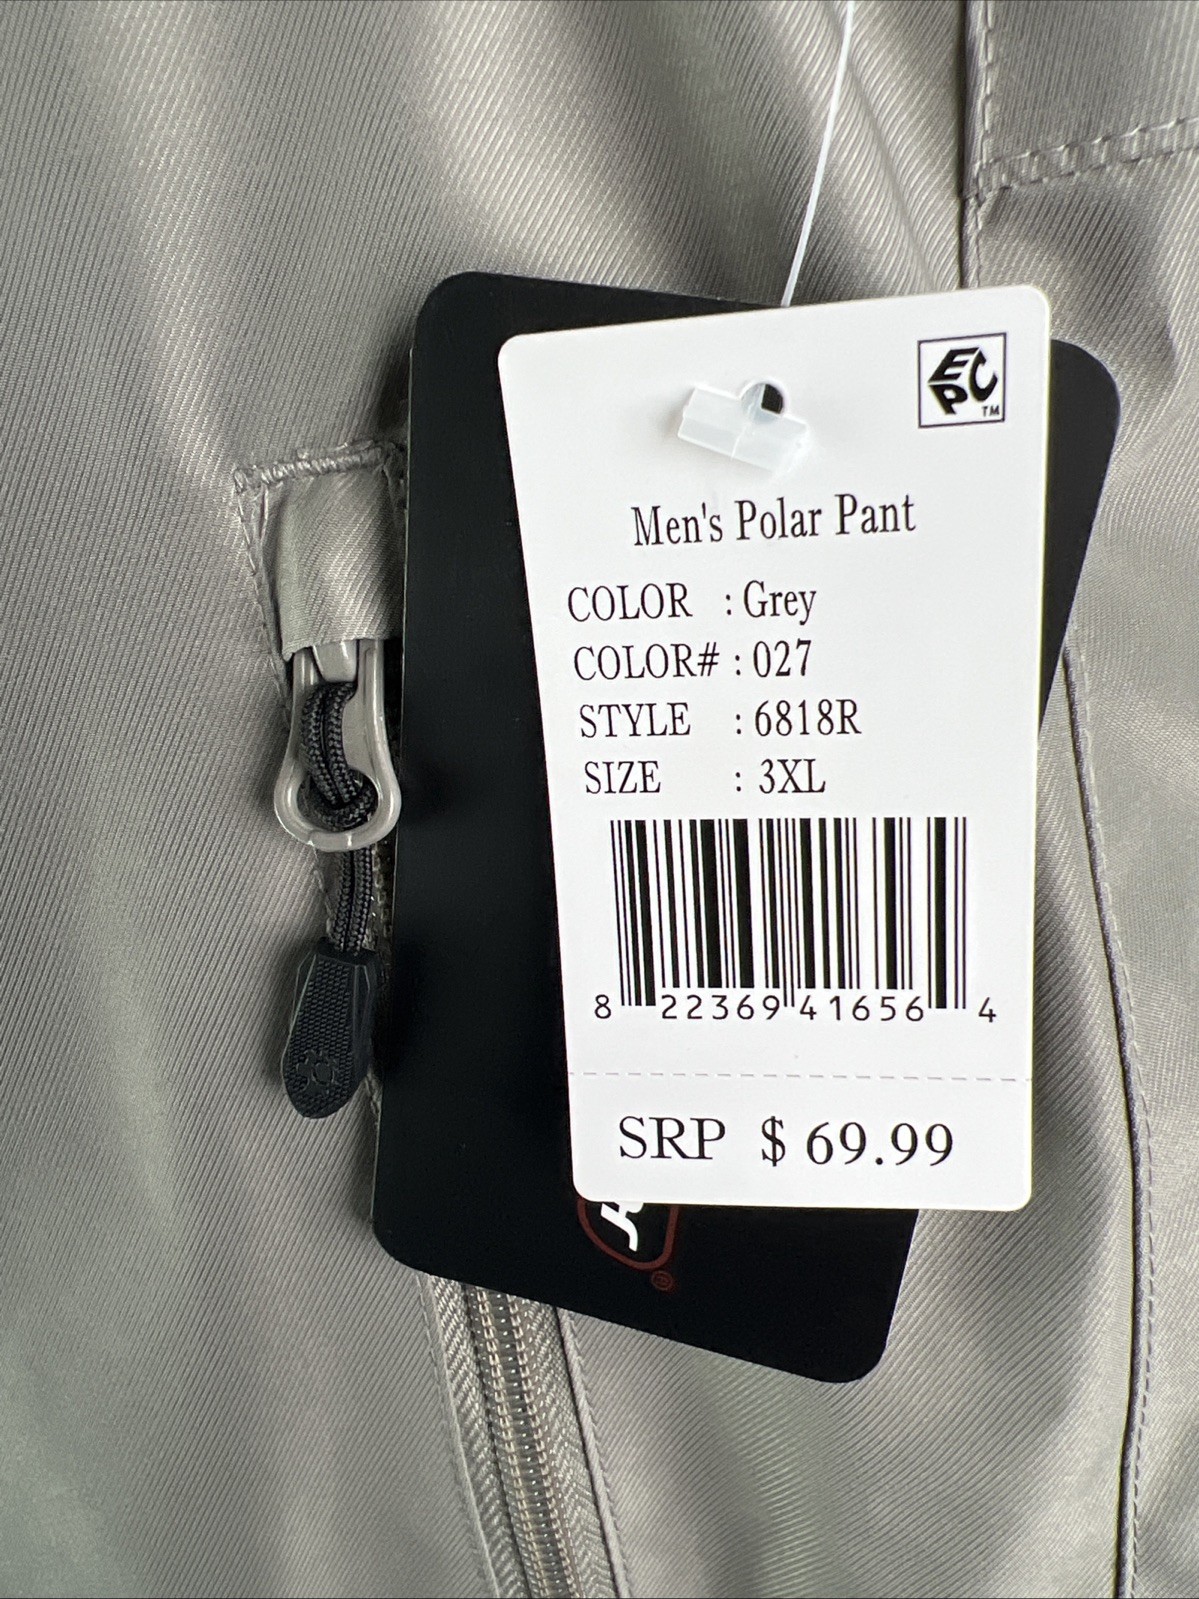 EPC TM
Men's Polar Pant
COLOR : Grey
COLOR# : 027
STYLE : 6818R
SIZE : 3XL
8 22369 41656 4
SRP $ 69.99
®